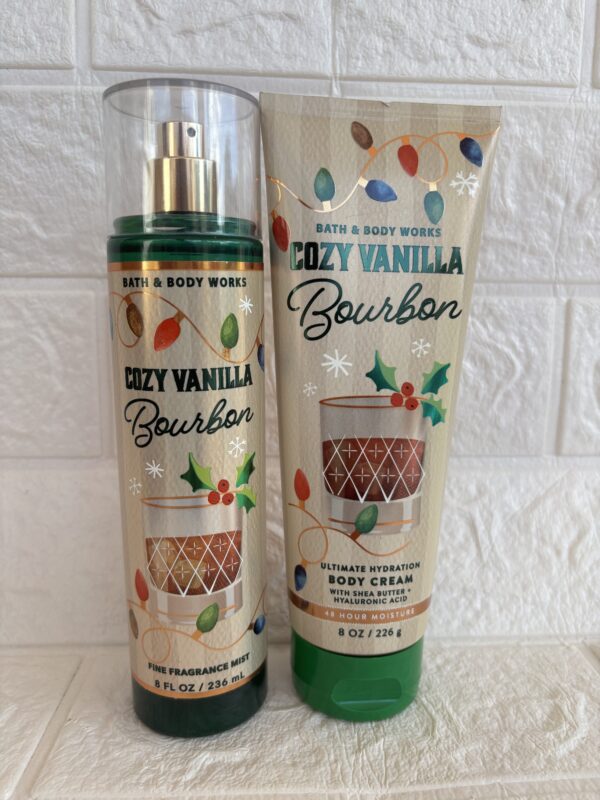 BATH & BODY WORKS
COZY VANILLA
Bourbon
FINE FRAGRANCE MIST
8 FL OZ / 236 mL
BATH & BODY WORKS
COZY VANILLA
Bourbon
ULTIMATE HYDRATION
BODY CREAM
WITH SHEA BUTTER +
HYALURONIC ACID
48 HOUR MOISTURE
8 OZ / 226 g